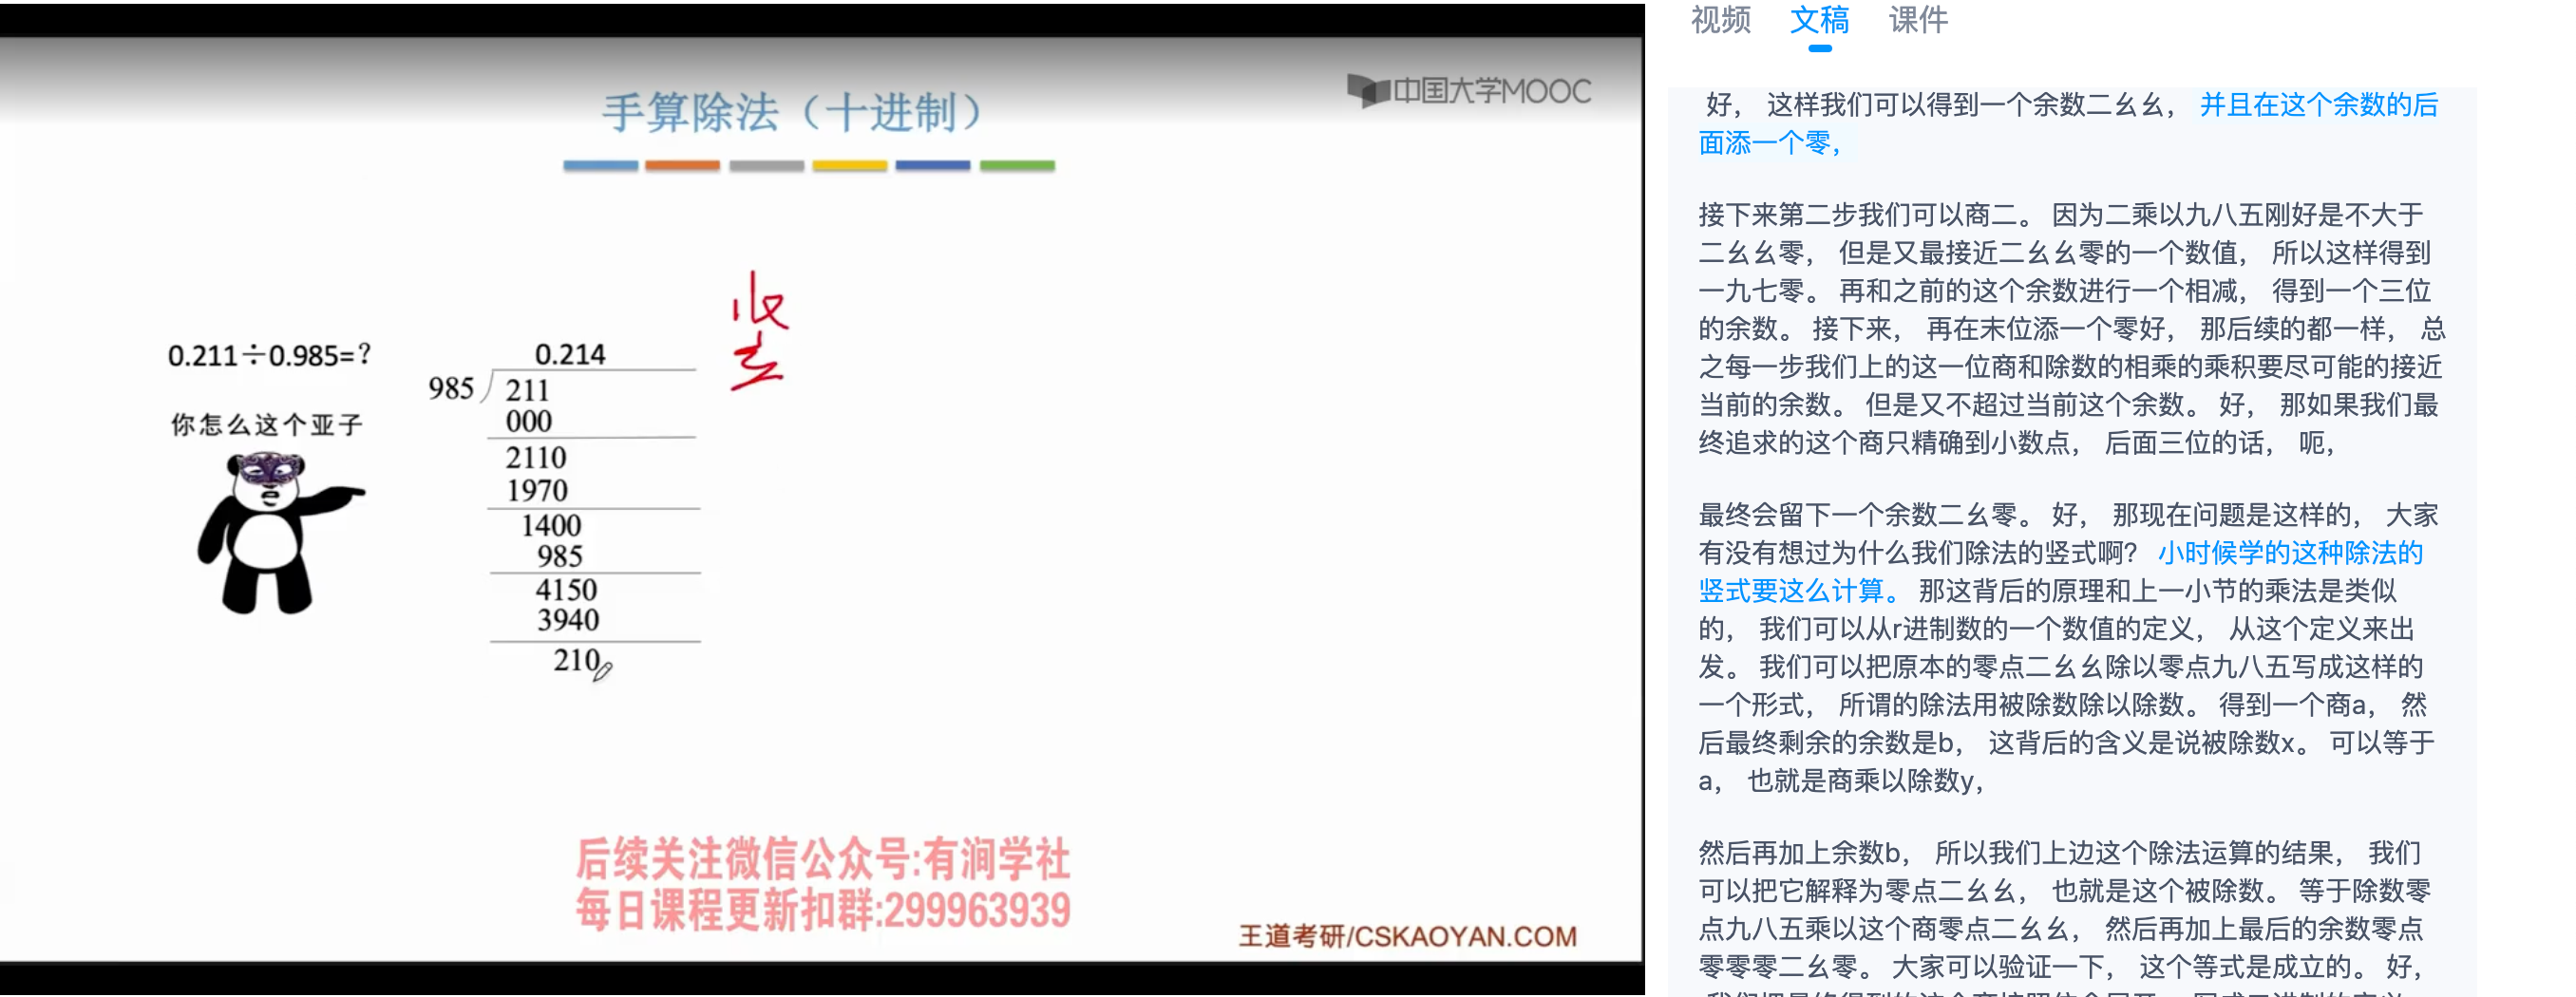 中国大学MOOC
手算除法（十进制）
0.211÷0.985=？
你怎么这个亚子
0.214
985
211
000
2110
1970
1400
985
4150
3940
210
后续关注微信公众号:有涧学社
每日课程更新扣群:299963939
王道考研/CSKAOYAN.COM
视频 文稿 课件
好， 这样我们可以得到一个余数二幺幺， 并且在这个余数的后
面添一个零，
接下来第二步我们可以商二。 因为二乘以九八五刚好是不大于
二幺幺零， 但是又最接近二幺幺零的一个数值， 所以这样得到
一九七零。 再和之前的这个余数进行一个相减， 得到一个三位
的余数。 接下来， 再在末位添一个零好， 那后续的都一样， 总
之每一步我们上的这一位商和除数的相乘的乘积要尽可能的接近
当前的余数。 但是又不超过当前这个余数。 好， 那如果我们最
终追求的这个商只精确到小数点， 后面三位的话， 呃，
最终会留下一个余数二幺零。 好， 那现在问题是这样的， 大家
有没有想过为什么我们除法的竖式啊？ 小时候学的这种除法的
竖式要这么计算。 那这背后的原理和上一小节的乘法是类似
的， 我们可以从r进制数的一个数值的定义， 从这个定义来出
发。 我们可以把原本的零点二幺幺除以零点九八五写成这样的
一个形式， 所谓的除法用被除数除以除数。 得到一个商a， 然
后最终剩余的余数是b， 这背后的含义是说被除数x。 可以等于
a， 也就是商乘以除数y，
然后再加上余数b， 所以我们上边这个除法运算的结果， 我们
可以把它解释为零点二幺幺， 也就是这个被除数。 等于除数零
点九八五乘以这个商零点二幺幺， 然后再加上最后的余数零点
零零零二幺零。 大家可以验证一下， 这个等式是成立的。 好，